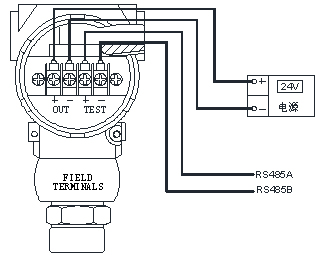 + − + −
OUT TEST
FIELD
TERMINALS
+ 24V
− 电源
RS485A
RS485B